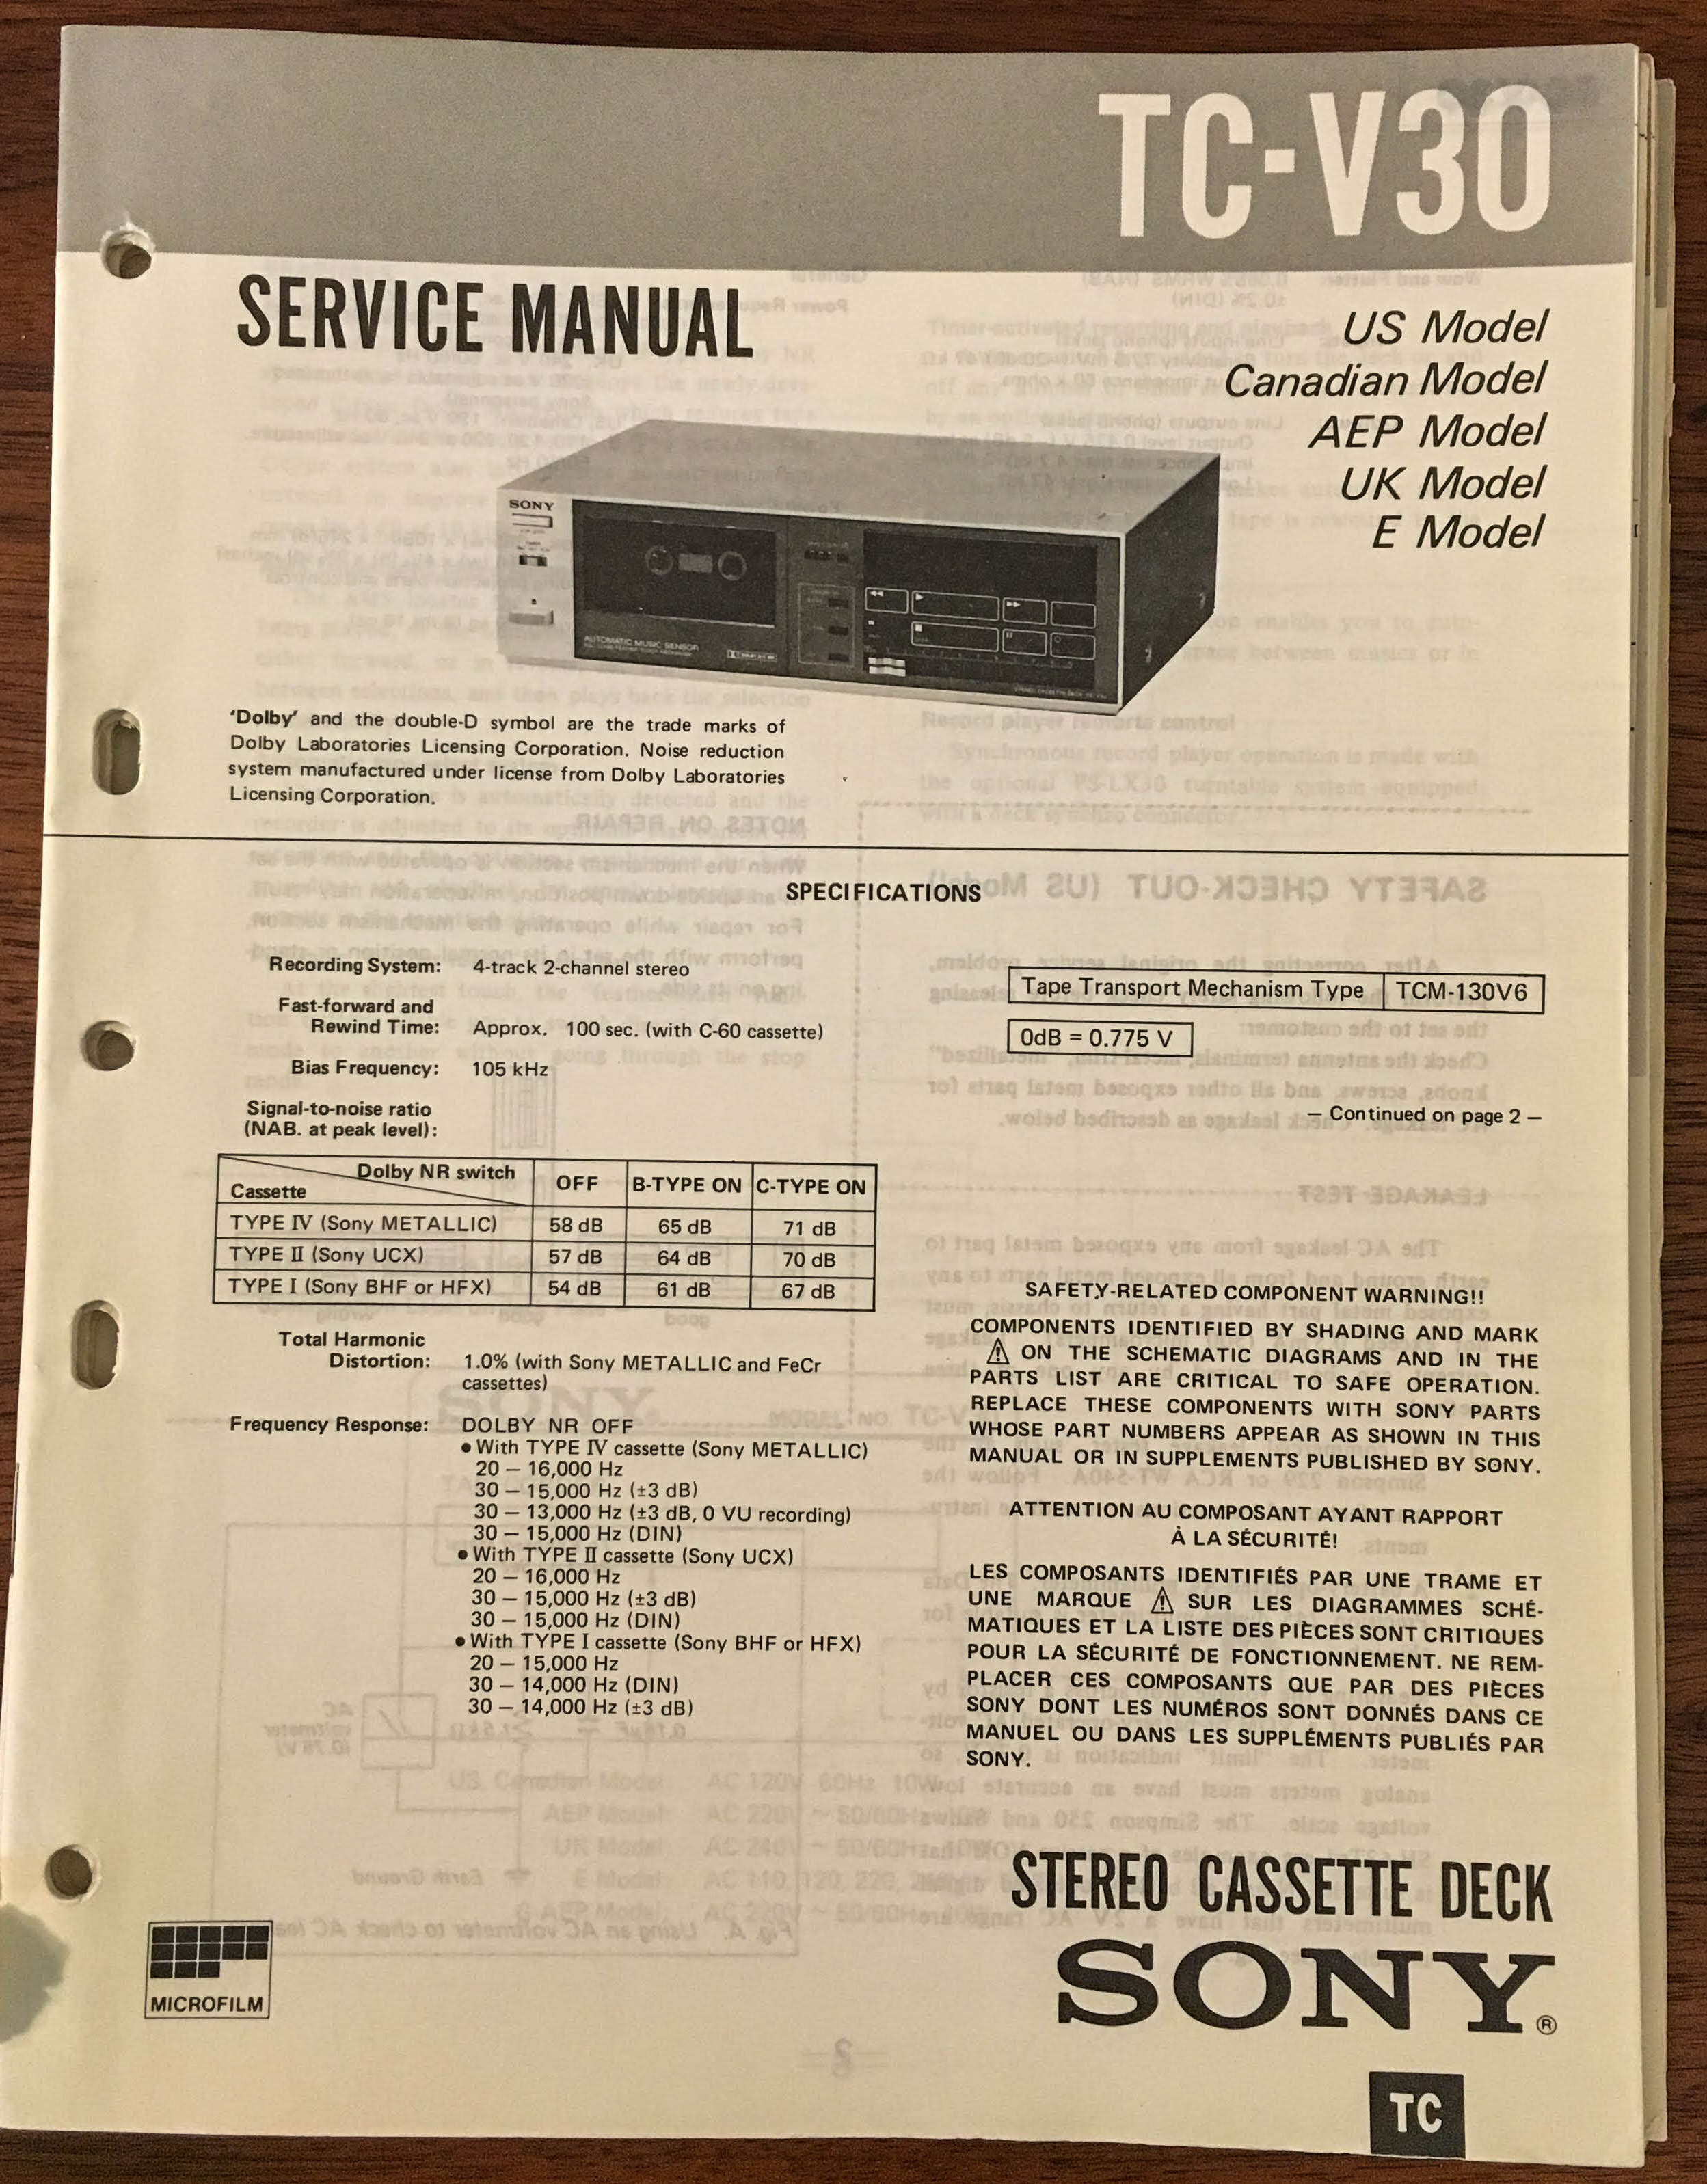 TC-V30
SERVICE MANUAL
US Model
Canadian Model
AEP Model
UK Model
E Model
SONY
AUTOMATIC MUSIC SENSOR
'Dolby' and the double-D symbol are the trade marks of
Dolby Laboratories Licensing Corporation. Noise reduction
system manufactured under license from Dolby Laboratories
Licensing Corporation.
SPECIFICATIONS
Recording System: 4-track 2-channel stereo
Fast-forward and
Rewind Time: Approx. 100 sec. (with C-60 cassette)
Bias Frequency: 105 kHz
Signal-to-noise ratio
(NAB. at peak level):
Dolby NR switch
Cassette
OFF B-TYPE ON C-TYPE ON
TYPE IV (Sony METALLIC) 58 dB 65 dB 71 dB
TYPE II (Sony UCX) 57 dB 64 dB 70 dB
TYPE I (Sony BHF or HFX) 54 dB 61 dB 67 dB
Total Harmonic
Distortion: 1.0% (with Sony METALLIC and FeCr
cassettes)
Frequency Response: DOLBY NR OFF
● With TYPE IV cassette (Sony METALLIC)
20 – 16,000 Hz
30 – 15,000 Hz (±3 dB)
30 – 13,000 Hz (±3 dB, 0 VU recording)
30 – 15,000 Hz (DIN)
● With TYPE II cassette (Sony UCX)
20 – 16,000 Hz
30 – 15,000 Hz (±3 dB)
30 – 15,000 Hz (DIN)
● With TYPE I cassette (Sony BHF or HFX)
20 – 15,000 Hz
30 – 14,000 Hz (DIN)
30 – 14,000 Hz (±3 dB)
Tape Transport Mechanism Type TCM-130V6
0dB = 0.775 V
– Continued on page 2 –
SAFETY-RELATED COMPONENT WARNING!!
COMPONENTS IDENTIFIED BY SHADING AND MARK
⚠ ON THE SCHEMATIC DIAGRAMS AND IN THE
PARTS LIST ARE CRITICAL TO SAFE OPERATION.
REPLACE THESE COMPONENTS WITH SONY PARTS
WHOSE PART NUMBERS APPEAR AS SHOWN IN THIS
MANUAL OR IN SUPPLEMENTS PUBLISHED BY SONY.
ATTENTION AU COMPOSANT AYANT RAPPORT
À LA SÉCURITÉ!
LES COMPOSANTS IDENTIFIÉS PAR UNE TRAME ET
UNE MARQUE ⚠ SUR LES DIAGRAMMES SCHÉ-
MATIQUES ET LA LISTE DES PIÈCES SONT CRITIQUES
POUR LA SÉCURITÉ DE FONCTIONNEMENT. NE REM-
PLACER CES COMPOSANTS QUE PAR DES PIÈCES
SONY DONT LES NUMÉROS SONT DONNÉS DANS CE
MANUEL OU DANS LES SUPPLÉMENTS PUBLIÉS PAR
SONY.
STEREO CASSETTE DECK
SONY®
MICROFILM
TC